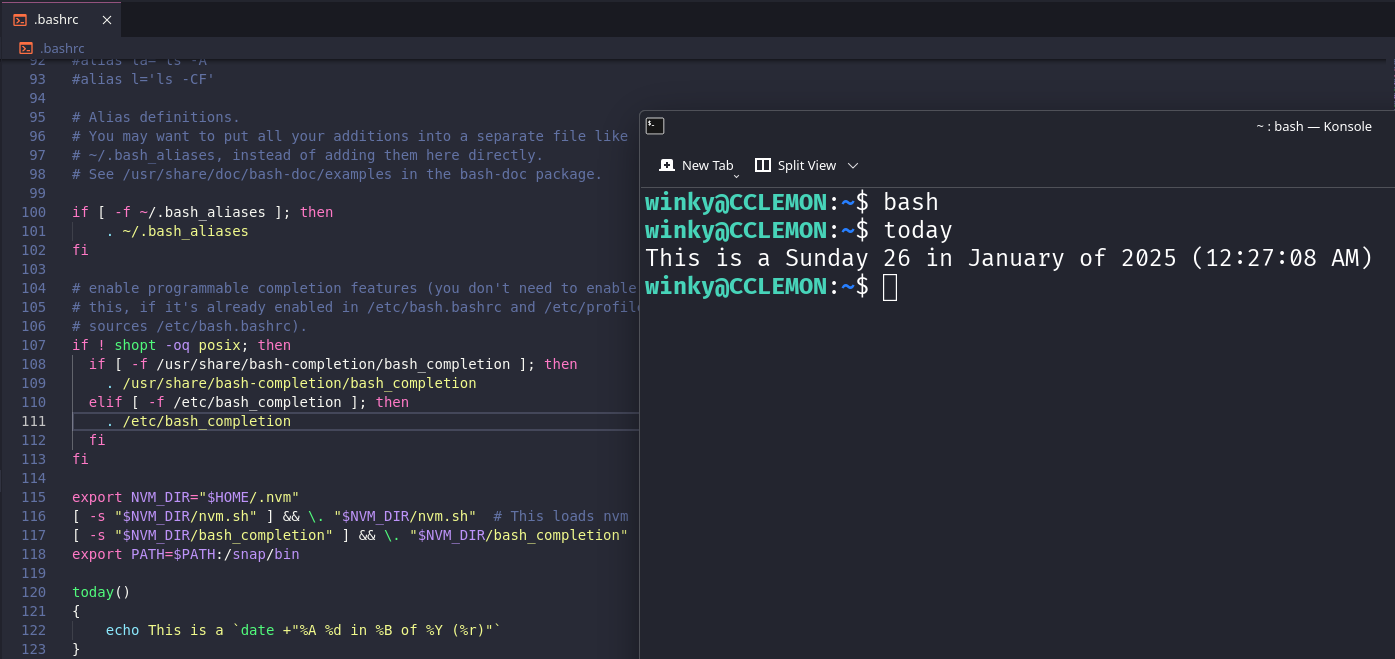 .bashrc
.bashrc
92 #alias la='ls -A'
93 #alias l='ls -CF'
94
95 # Alias definitions.
96 # You may want to put all your additions into a separate file like
97 # ~/.bash_aliases, instead of adding them here directly.
98 # See /usr/share/doc/bash-doc/examples in the bash-doc package.
99
100 if [ -f ~/.bash_aliases ]; then
101     . ~/.bash_aliases
102 fi
103
104 # enable programmable completion features (you don't need to enable
105 # this, if it's already enabled in /etc/bash.bashrc and /etc/profile
106 # sources /etc/bash.bashrc).
107 if ! shopt -oq posix; then
108   if [ -f /usr/share/bash-completion/bash_completion ]; then
109     . /usr/share/bash-completion/bash_completion
110   elif [ -f /etc/bash_completion ]; then
111     . /etc/bash_completion
112   fi
113 fi
114
115 export NVM_DIR="$HOME/.nvm"
116 [ -s "$NVM_DIR/nvm.sh" ] && \. "$NVM_DIR/nvm.sh"  # This loads nvm
117 [ -s "$NVM_DIR/bash_completion" ] && \. "$NVM_DIR/bash_completion"
118 export PATH=$PATH:/snap/bin
119
120 today()
121 {
122     echo This is a `date +"%A %d in %B of %Y (%r)"`
123 }
~ : bash — Konsole
New Tab Split View
winky@CCLEMON:~$ bash
winky@CCLEMON:~$ today
This is a Sunday 26 in January of 2025 (12:27:08 AM)
winky@CCLEMON:~$